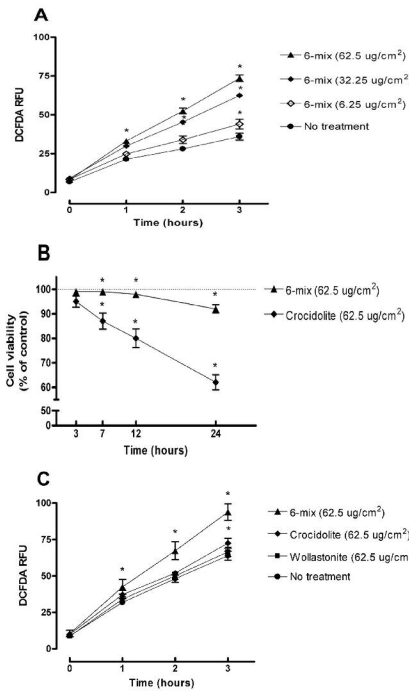 A
DCFDA RFU
100
75
50
25
0
0 1 2 3
Time (hours)
* * *
* *
*
6-mix (62.5 ug/cm2)
6-mix (32.25 ug/cm2)
6-mix (6.25 ug/cm2)
No treatment
B
Cell viability
(% of control)
100
90
80
70
60
50
0
3 7 12 24
Time (hours)
* * *
* * *
6-mix (62.5 ug/cm2)
Crocidolite (62.5 ug/cm2)
C
DCFDA RFU
100
75
50
25
0
0 1 2 3
Time (hours)
* * *
*
6-mix (62.5 ug/cm2)
Crocidolite (62.5 ug/cm2)
Wollastonite (62.5 ug/cm
No treatment